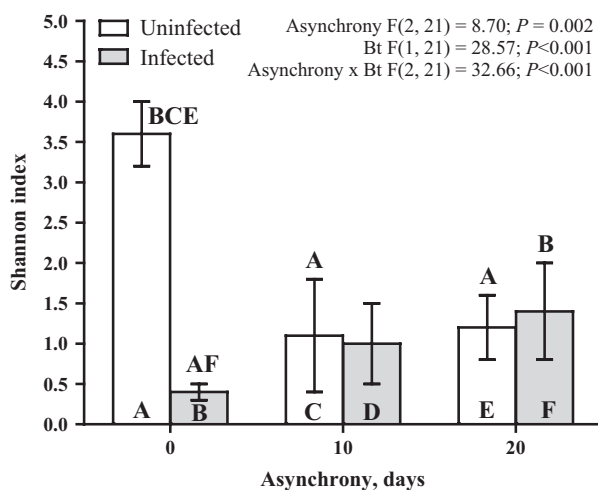 Uninfected
Infected
Asynchrony F(2, 21) = 8.70; P = 0.002
Bt F(1, 21) = 28.57; P<0.001
Asynchrony x Bt F(2, 21) = 32.66; P<0.001
Shannon index
5.0
4.5
4.0
3.5
3.0
2.5
2.0
1.5
1.0
0.5
0.0
BCE
AF
A
A
B
A
B
C
D
E
F
0
10
20
Asynchrony, days